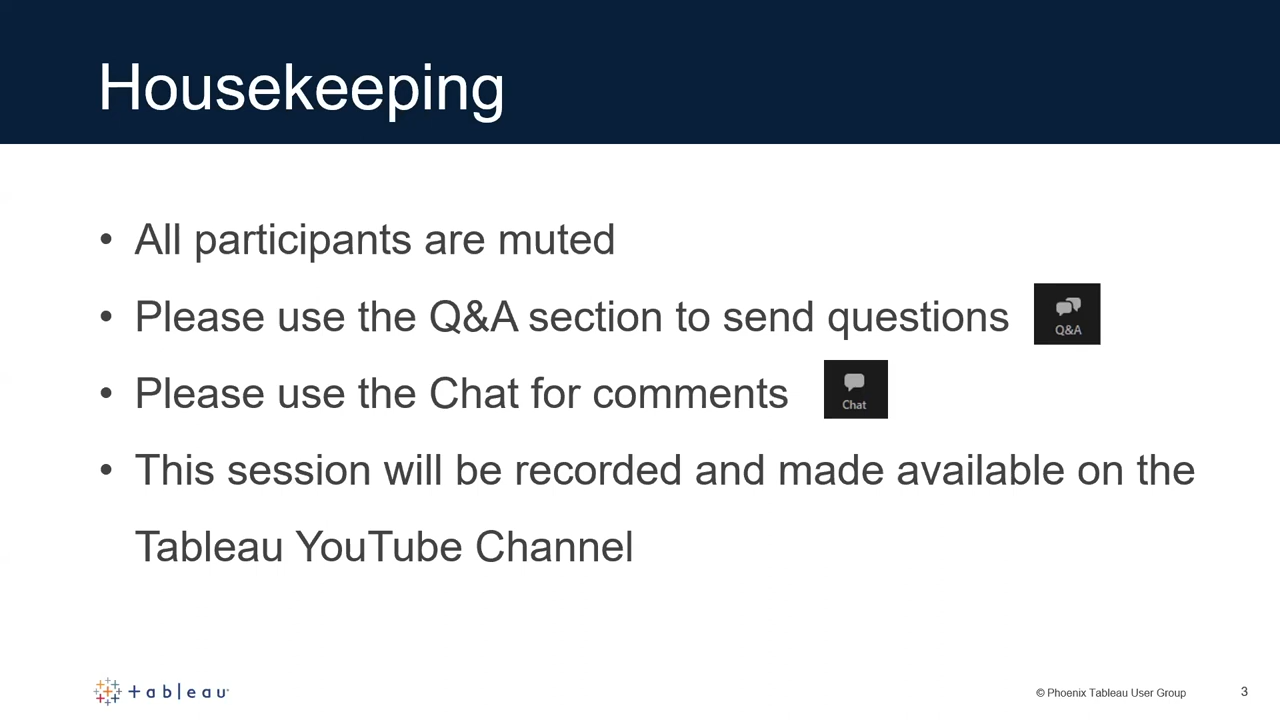 Housekeeping
• All participants are muted
• Please use the Q&A section to send questions
Q&A
• Please use the Chat for comments
Chat
• This session will be recorded and made available on the
Tableau YouTube Channel
+ableau
© Phoenix Tableau User Group
3